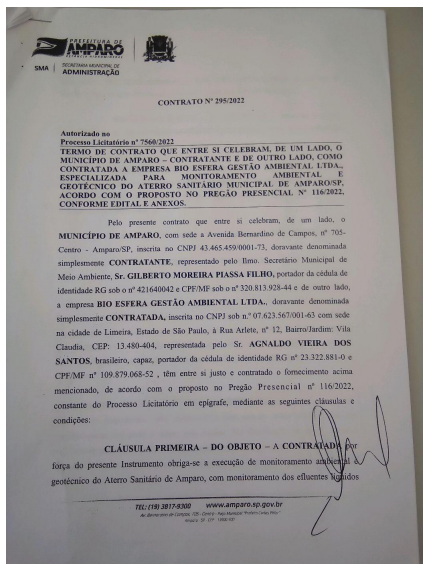 PREFEITURA DE
AMPARO
SMA
SECRETARIA MUNICIPAL DE
ADMINISTRAÇÃO
CONTRATO Nº 295/2022
Autorizado no
Processo Licitatório nº 7560/2022
TERMO DE CONTRATO QUE ENTRE SI CELEBRAM, DE UM LADO, O
MUNICÍPIO DE AMPARO – CONTRATANTE E DE OUTRO LADO, COMO
CONTRATADA A EMPRESA BIO ESFERA GESTÃO AMBIENTAL LTDA.,
ESPECIALIZADA PARA MONITORAMENTO AMBIENTAL E
GEOTÉCNICO DO ATERRO SANITÁRIO MUNICIPAL DE AMPARO/SP,
ACORDO COM O PROPOSTO NO PREGÃO PRESENCIAL Nº 116/2022,
CONFORME EDITAL E ANEXOS.
Pelo presente contrato que entre si celebram, de um lado, o
MUNICÍPIO DE AMPARO, com sede a Avenida Bernardino de Campos, nº 705-
Centro - Amparo/SP, inscrita no CNPJ 43.465.459/0001-73, doravante denominada
simplesmente CONTRATANTE, representado pelo Ilmo. Secretário Municipal de
Meio Ambiente, Sr. GILBERTO MOREIRA PIASSA FILHO, portador da cédula de
identidade RG sob o nº 421640042 e CPF/MF sob o nº 320.813.928-44 e de outro lado,
a empresa BIO ESFERA GESTÃO AMBIENTAL LTDA., doravante denominada
simplesmente CONTRATADA, inscrita no CNPJ sob n.º 07.623.567/001-63 com sede
na cidade de Limeira, Estado de São Paulo, à Rua Arlete, nº 12, Bairro/Jardim: Vila
Claudia, CEP: 13.480-404, representada pelo Sr. AGNALDO VIEIRA DOS
SANTOS, brasileiro, capaz, portador da cédula de identidade RG nº 23.322.881-0 e
CPF/MF nº 109.879.068-52 , têm entre si justo e contratado o fornecimento acima
mencionado, de acordo com o proposto no Pregão Presencial nº 116/2022,
constante do Processo Licitatório em epígrafe, mediante as seguintes cláusulas e
condições:
CLÁUSULA PRIMEIRA – DO OBJETO – A CONTRATADA por
força do presente Instrumento obriga-se a execução de monitoramento ambiental e
geotécnico do Aterro Sanitário de Amparo, com monitoramento dos efluentes líquidos
TEL: (19) 3817-9300 www.amparo.sp.gov.br
Av. Bernardino de Campos, 705 - Centro - Paço Municipal
Amparo - SP CEP